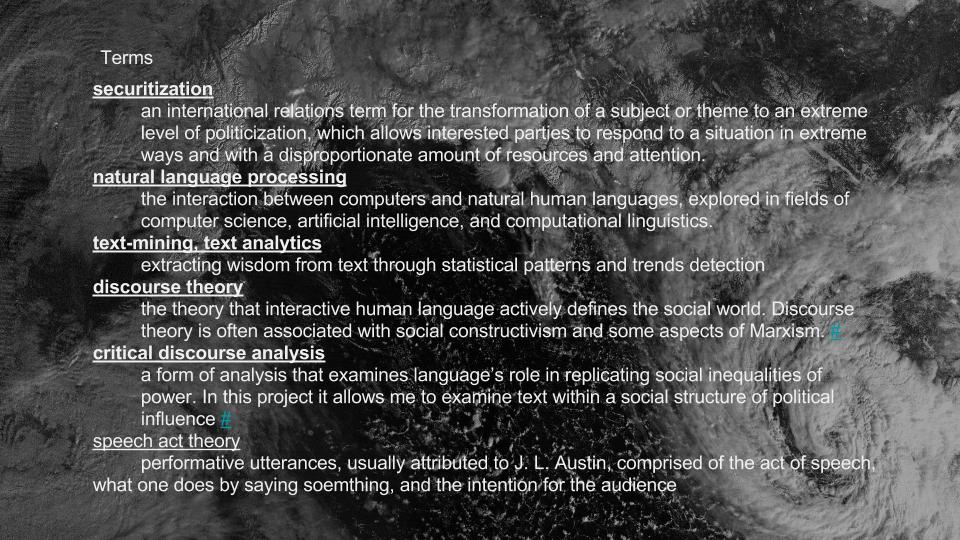 Terms
securitization
an international relations term for the transformation of a subject or theme to an extreme
level of politicization, which allows interested parties to respond to a situation in extreme
ways and with a disproportionate amount of resources and attention.
natural language processing
the interaction between computers and natural human languages, explored in fields of
computer science, artificial intelligence, and computational linguistics.
text-mining, text analytics
extracting wisdom from text through statistical patterns and trends detection
discourse theory
the theory that interactive human language actively defines the social world. Discourse
theory is often associated with social constructivism and some aspects of Marxism. #
critical discourse analysis
a form of analysis that examines language's role in replicating social inequalities of
power. In this project it allows me to examine text within a social structure of political
influence #
speech act theory
performative utterances, usually attributed to J. L. Austin, comprised of the act of speech,
what one does by saying soemthing, and the intention for the audience